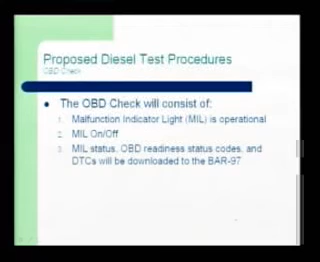 Proposed Diesel Test Procedures
OBD Check
• The OBD Check will consist of:
1. Malfunction Indicator Light (MIL) is operational
2. MIL On/Off
3. MIL status, OBD readiness status codes, and
DTCs will be downloaded to the BAR-97